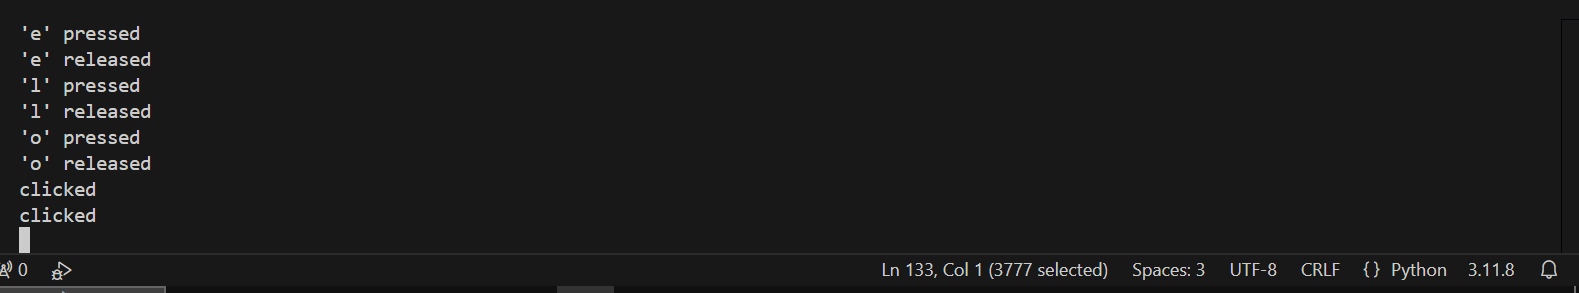 'e' pressed
'e' released
'l' pressed
'l' released
'o' pressed
'o' released
clicked
clicked
0 Ln 133, Col 1 (3777 selected) Spaces: 3 UTF-8 CRLF {} Python 3.11.8